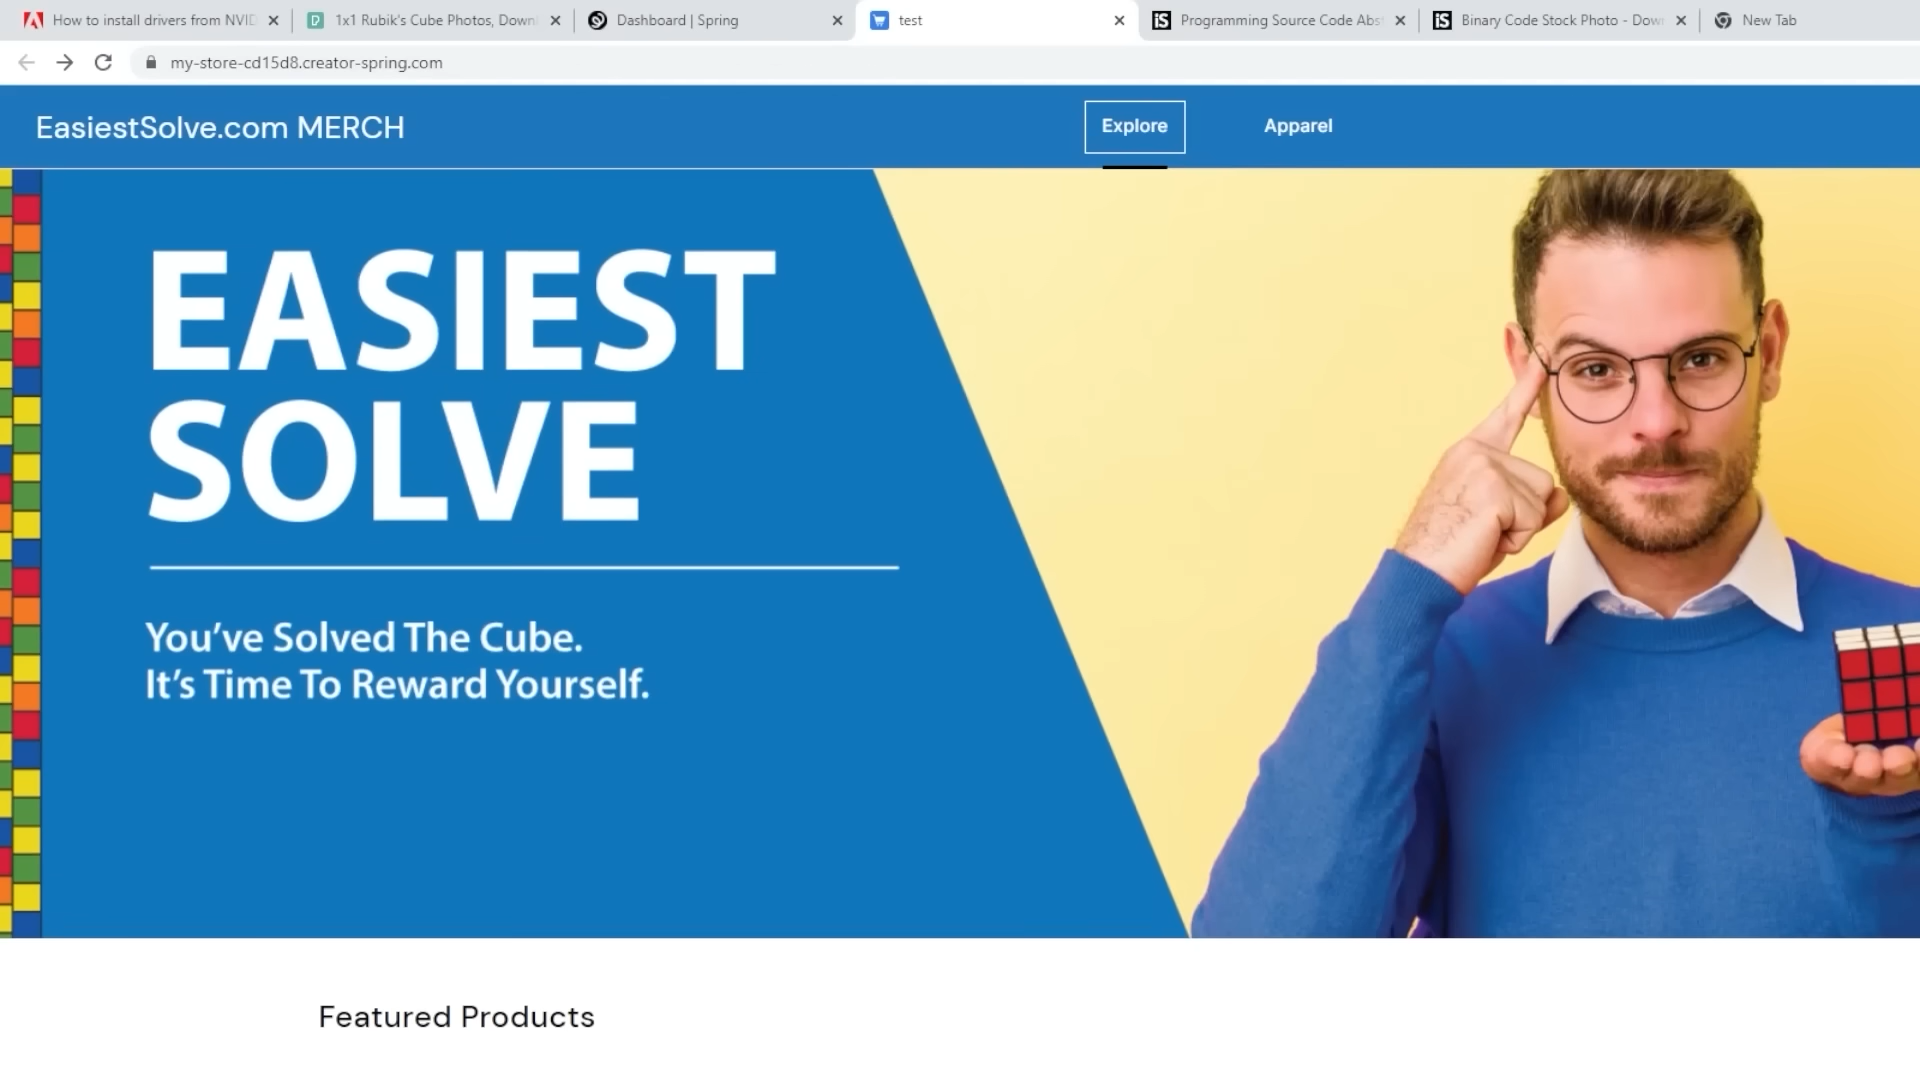 How to install drivers from NVID
1x1 Rubik's Cube Photos, Down
Dashboard | Spring
test
Programming Source Code Abs
Binary Code Stock Photo - Down
New Tab
my-store-cd15d8.creator-spring.com
EasiestSolve.com MERCH
Explore
Apparel
EASIEST
SOLVE
You've Solved The Cube.
It's Time To Reward Yourself.
Featured Products